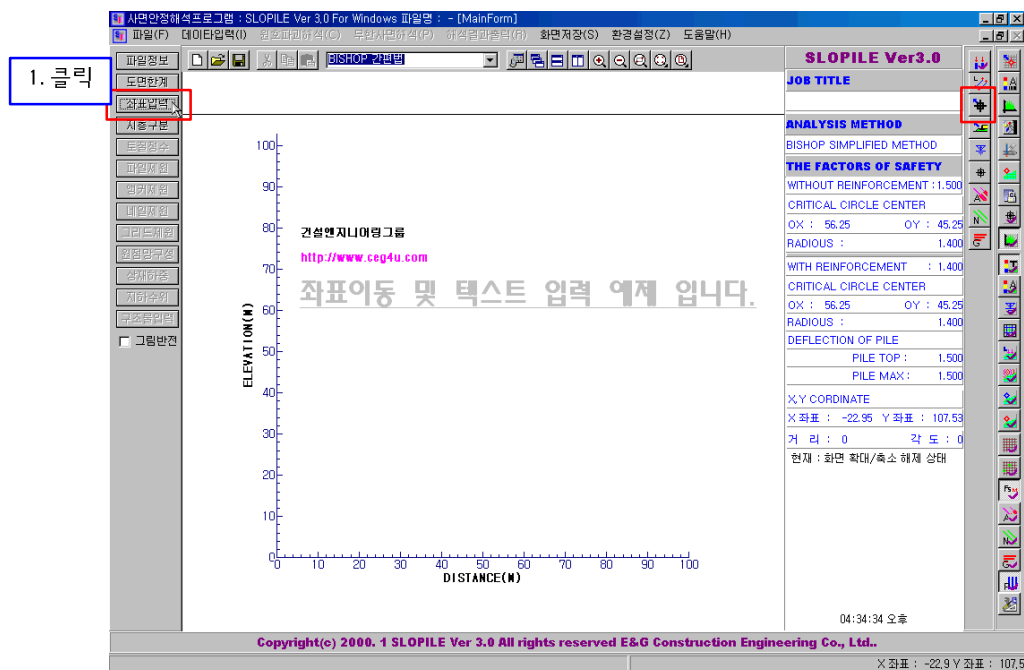 사면안정해석프로그램 : SLOPILE Ver 3,0 For Windows 파일명 : - [MainForm]
파일(F) 데이타입력(I) 원호파괴해석(C) 무한사면해석(P) 해석결과출력(R) 화면저장(S) 환경설정(Z) 도움말(H)
1. 클릭
파일정보
도면한계
좌표입력
지층구분
토질정수
파일제원
앵커제원
네일제원
그리드제원
원점망구성
상재하중
지하수위
구조물입력
그림반전
BISHOP 간편법
ELEVATION(M)
100
90
80
70
60
50
40
30
20
10
0
건설엔지니어링그룹
http://www.ceg4u.com
좌표이동 및 텍스트 입력 예제 입니다.
0 10 20 30 40 50 60 70 80 90 100
DISTANCE(M)
SLOPILE Ver3.0
JOB TITLE
ANALYSIS METHOD
BISHOP SIMPLIFIED METHOD
THE FACTORS OF SAFETY
WITHOUT REINFORCEMENT : 1.500
CRITICAL CIRCLE CENTER
OX : 56.25 OY : 45.25
RADIOUS : 1.400
WITH REINFORCEMENT : 1.400
CRITICAL CIRCLE CENTER
OX : 56.25 OY : 45.25
RADIOUS : 1.400
DEFLECTION OF PILE
PILE TOP : 1.500
PILE MAX : 1.500
X,Y CORDINATE
X 좌표 : -22.95 Y 좌표 : 107.53
거 리 : 0 각 도 : 0
현재 : 화면 확대/축소 해제 상태
04:34:34 오후
Copyright(c) 2000. 1 SLOPILE Ver 3.0 All rights reserved E&G Construction Engineering Co., Ltd..
X 좌표 : -22,9 Y 좌표 : 107,5